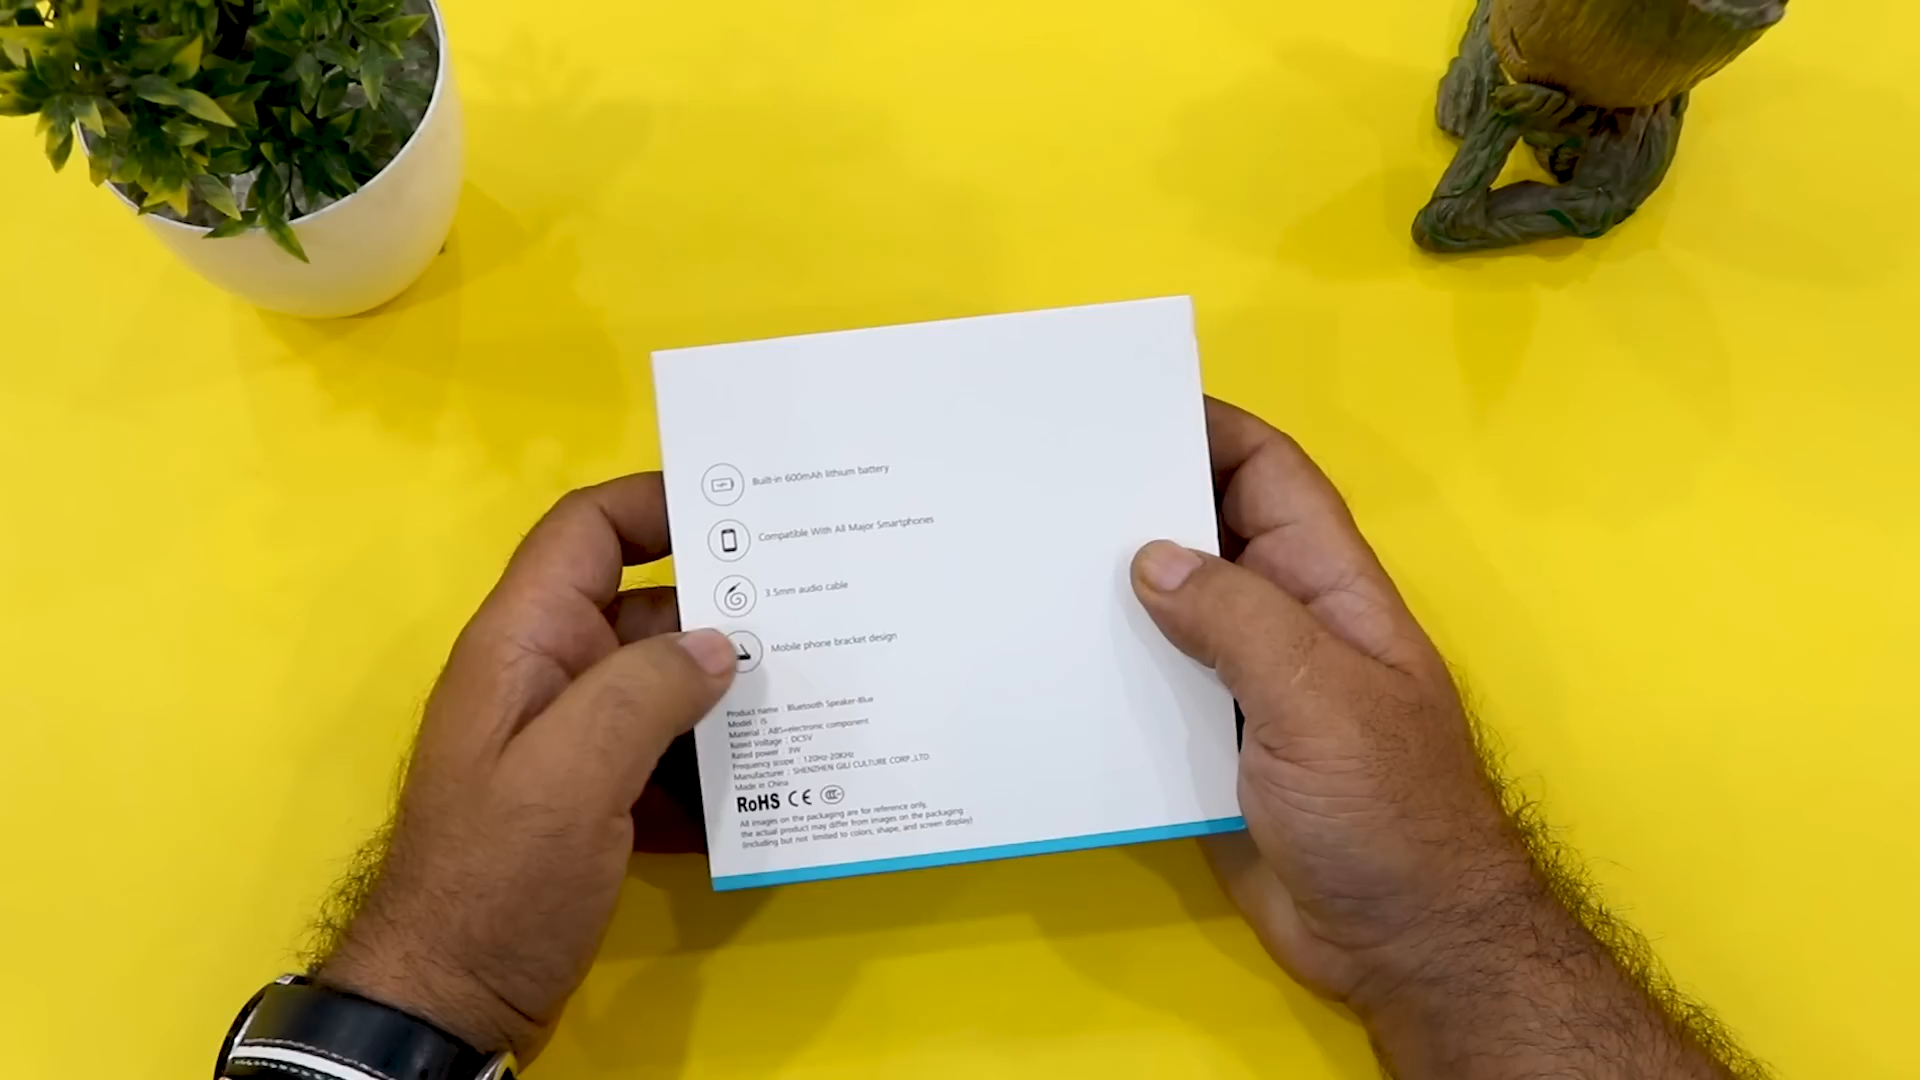 Built-in 600mAh lithium battery
Compatible With All Major Smartphones
3.5mm audio cable
Mobile phone bracket design
Product name : Bluetooth Speaker-Blue
Model : i5
Material : ABS+electronic component
Rated Voltage : DC5V
Rated power : 3W
Frequency scope : 120Hz-20KHz
Manufacturer : SHENZHEN GILI CULTURE CORP.,LTD
Made in China
RoHS CE CCC
All images on the packaging are for reference only,
the actual product may differ from images on the packaging
(including but not limited to colors, shape, and screen display)